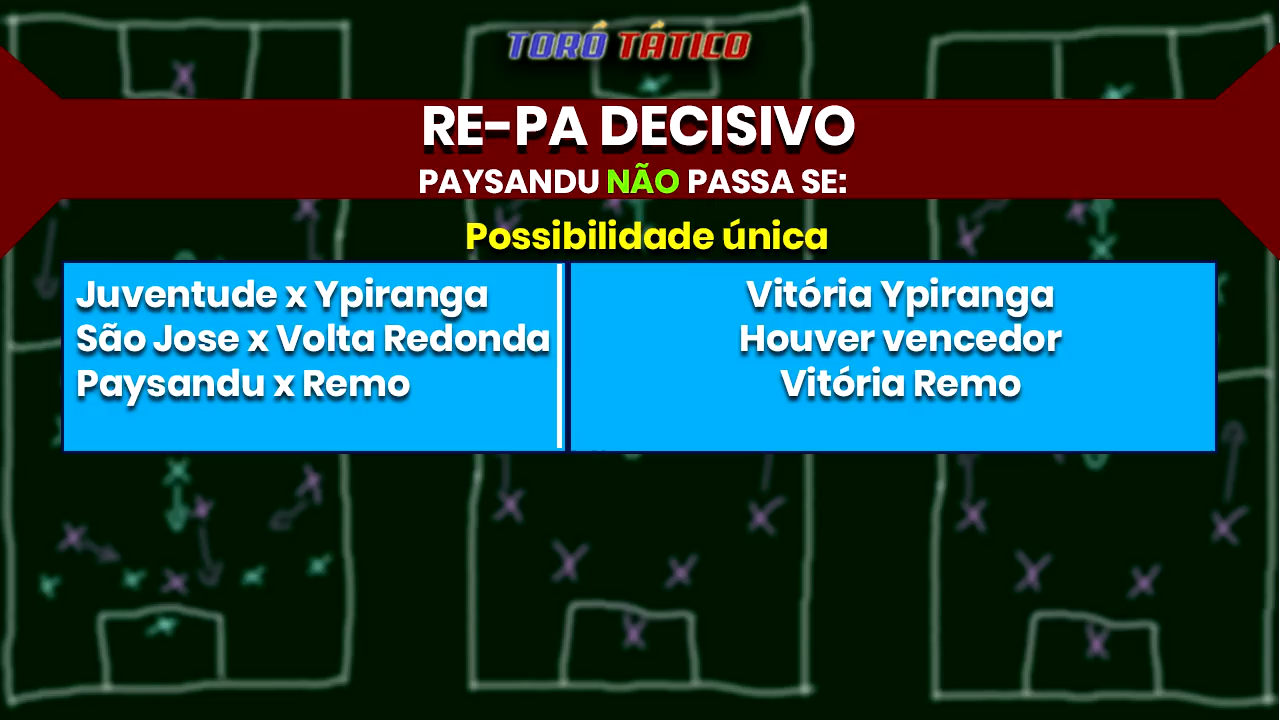 TORÓ TÁTICO
RE-PA DECISIVO
PAYSANDU NÃO PASSA SE:
Possibilidade única
Juventude x Ypiranga
São Jose x Volta Redonda
Paysandu x Remo
Vitória Ypiranga
Houver vencedor
Vitória Remo